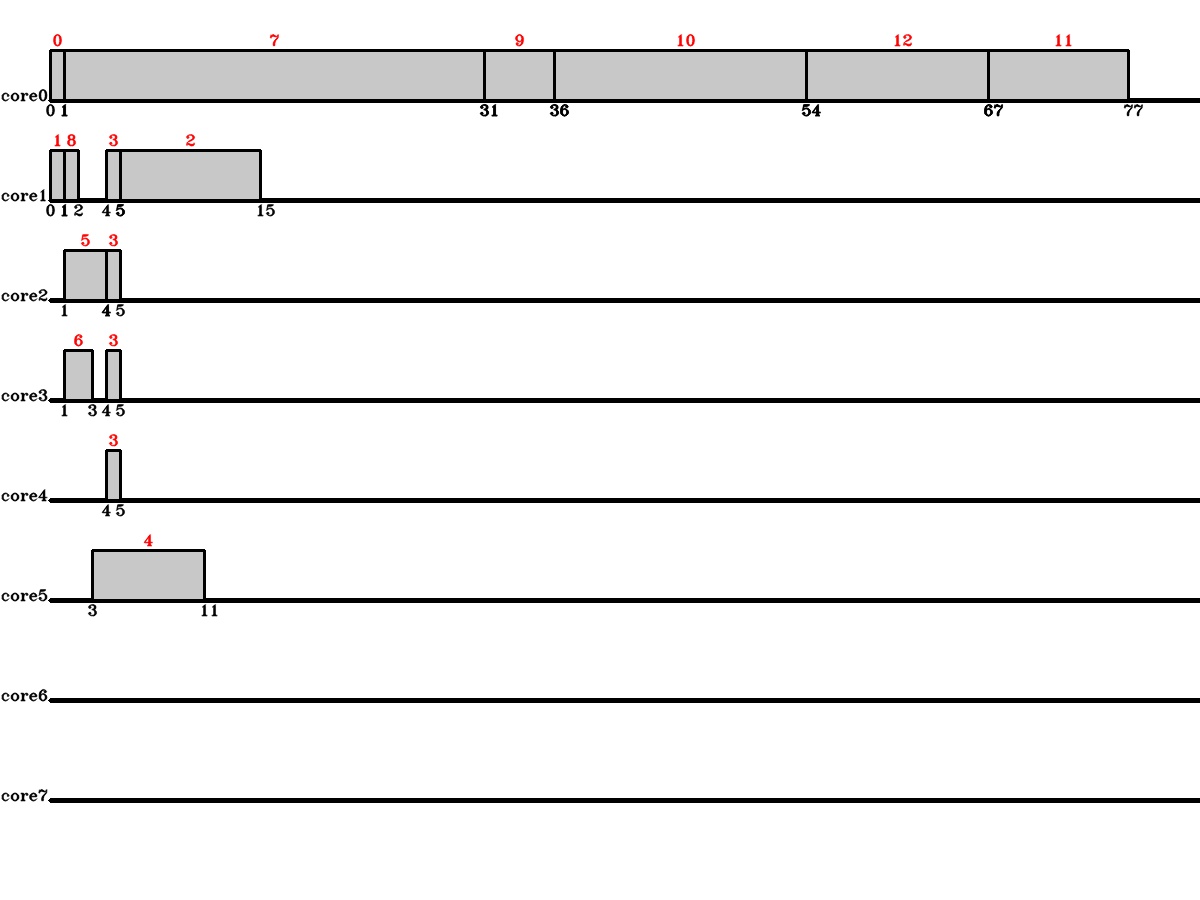 0 7 9 10 12 11
core0
0 1 31 36 54 67 77
1 8 3 2
core1
0 1 2 4 5 15
5 3
core2
1 4 5
6 3
core3
1 3 4 5
3
core4
4 5
4
core5
3 11
core6
core7